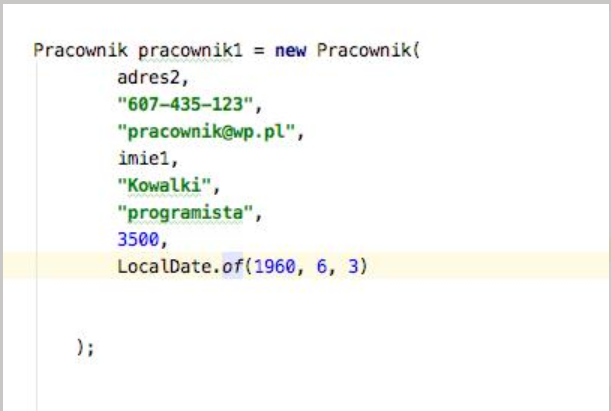 Pracownik pracownik1 = new Pracownik(
adres2,
"607-435-123",
"pracownik@wp.pl",
imie1,
"Kowalki",
"programista",
3500,
LocalDate.of(1960, 6, 3)
);